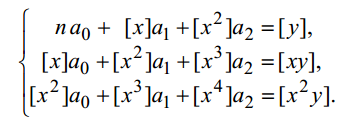 n a₀ + [x]a₁ + [x²]a₂ = [y],
[x]a₀ + [x²]a₁ + [x³]a₂ = [xy],
[x²]a₀ + [x³]a₁ + [x⁴]a₂ = [x²y].